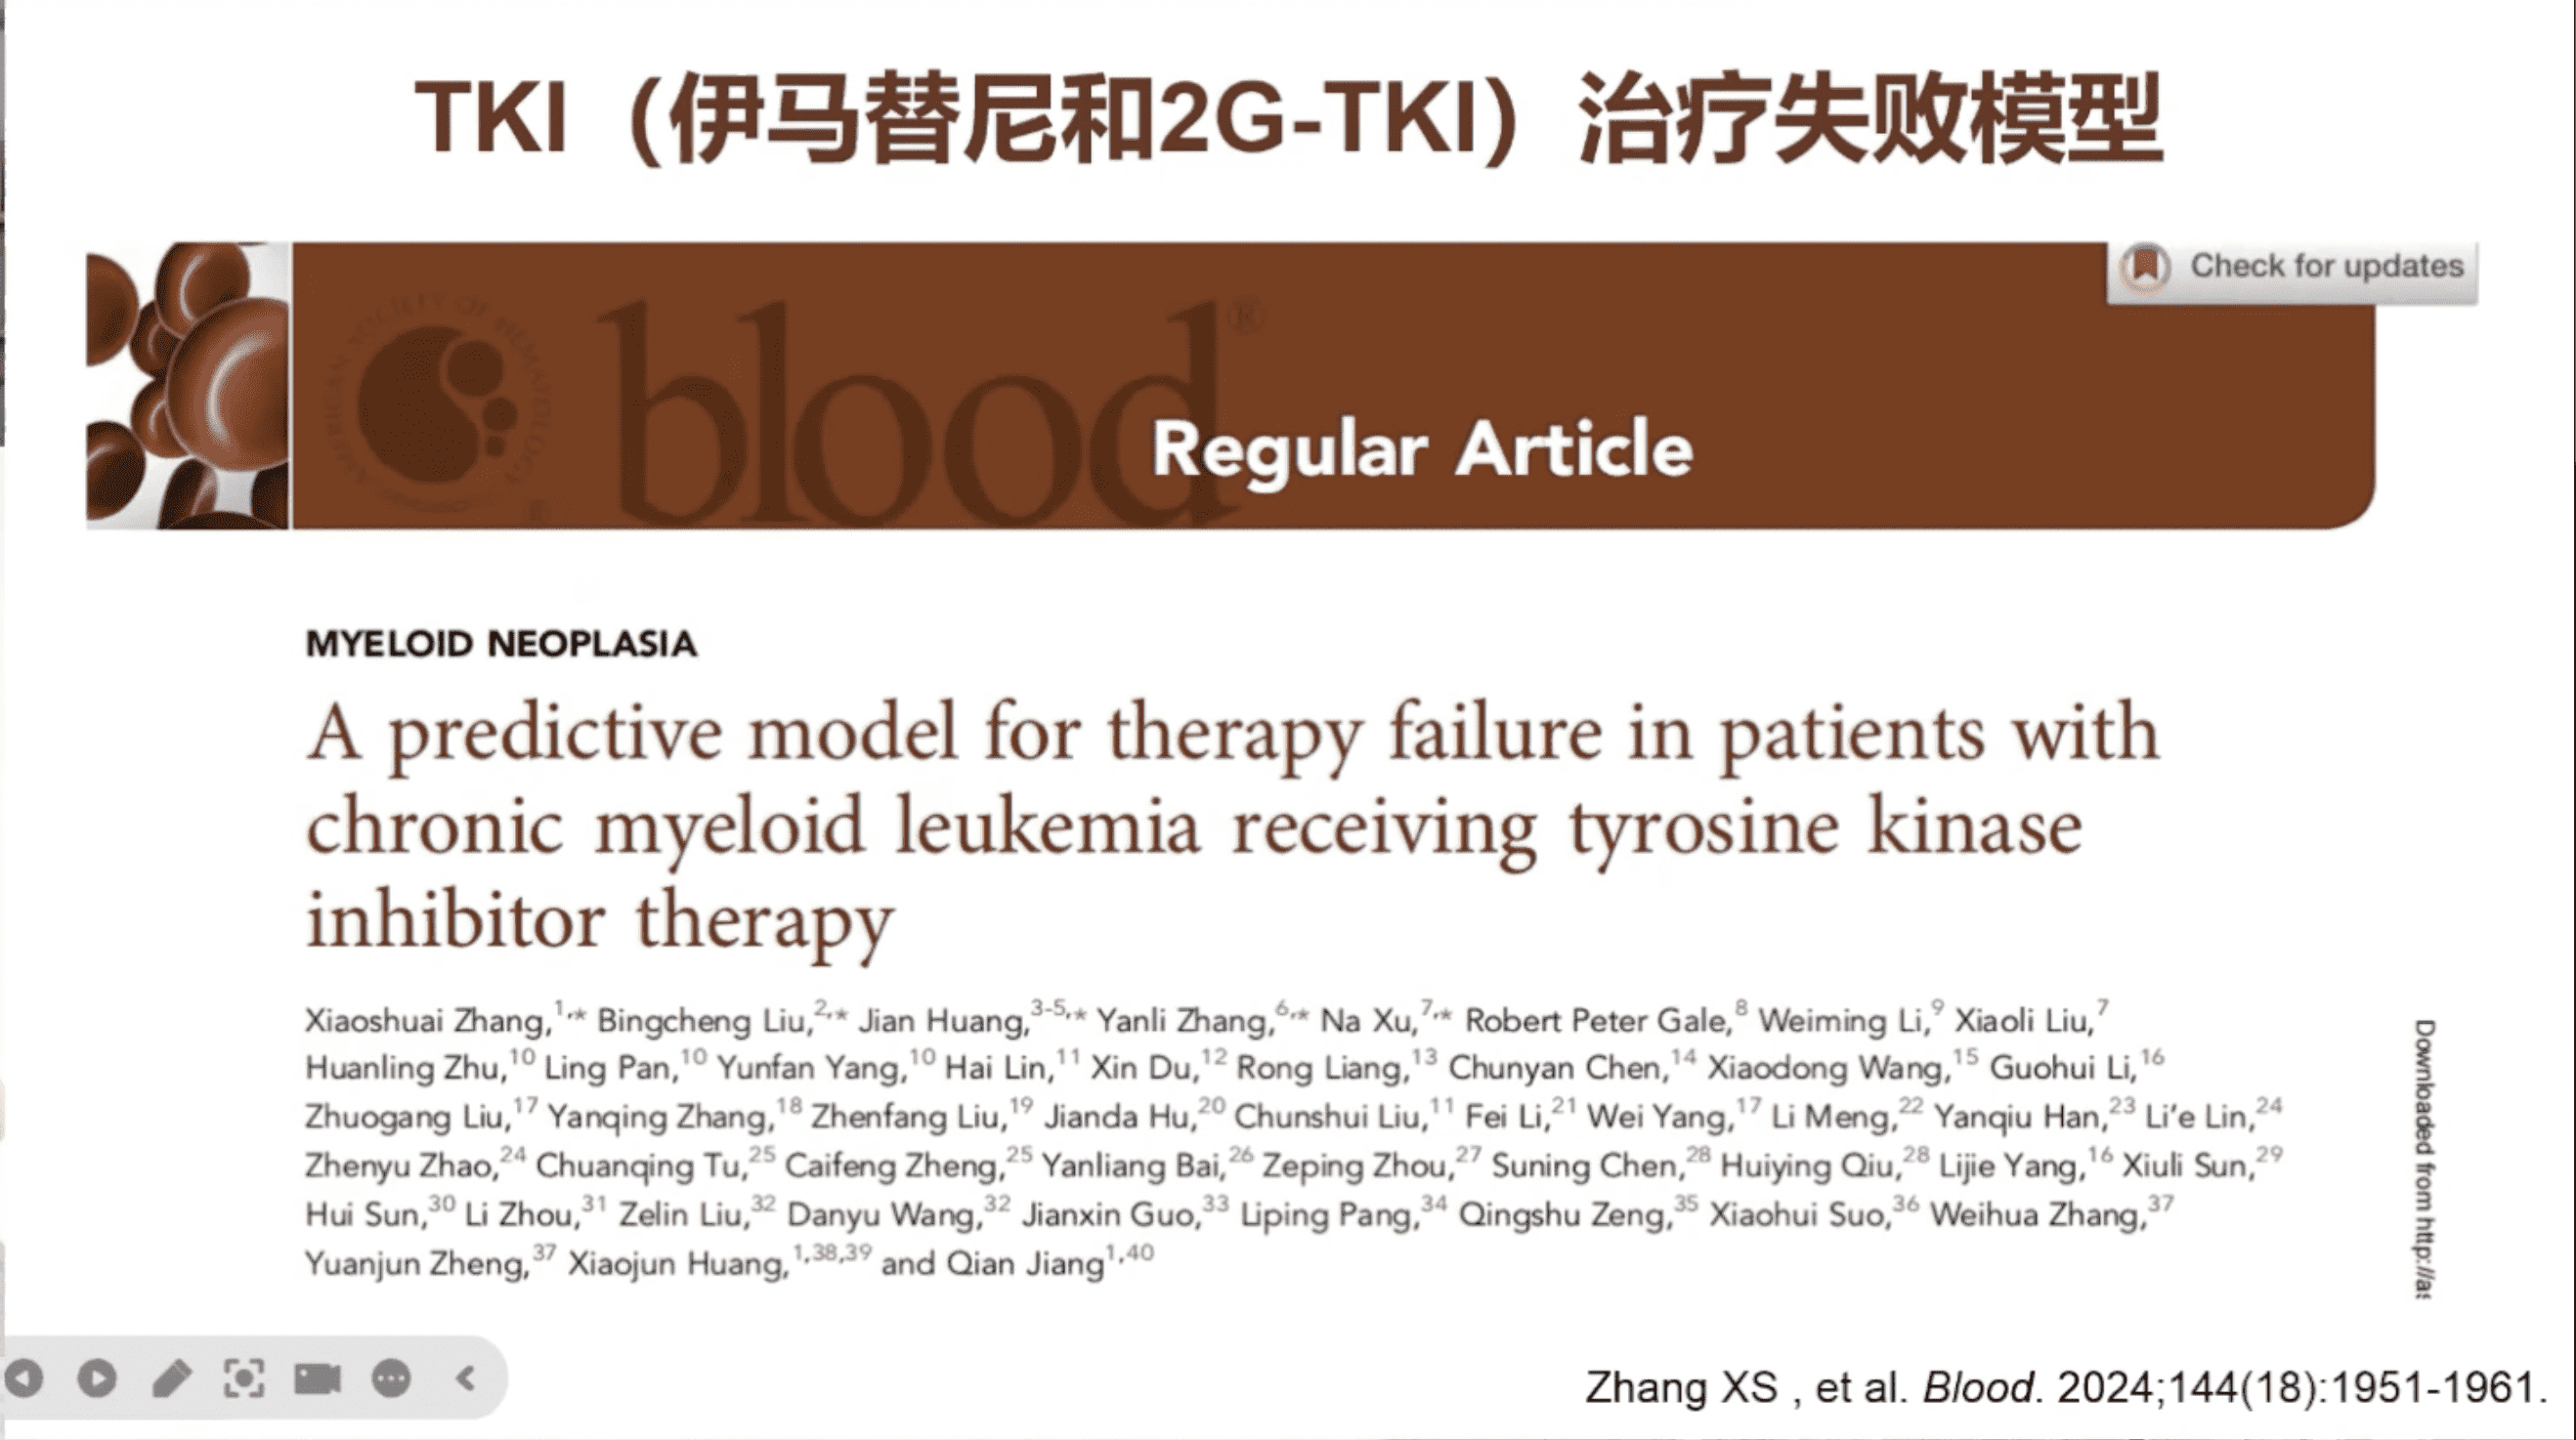 TKI（伊马替尼和2G-TKI）治疗失败模型
Check for updates
AMERICAN SOCIETY OF HEMATOLOGY
blood®
Regular Article
MYELOID NEOPLASIA
A predictive model for therapy failure in patients with
chronic myeloid leukemia receiving tyrosine kinase
inhibitor therapy
Xiaoshuai Zhang,1,* Bingcheng Liu,2,* Jian Huang,3-5,* Yanli Zhang,6,* Na Xu,7,* Robert Peter Gale,8 Weiming Li,9 Xiaoli Liu,7
Huanling Zhu,10 Ling Pan,10 Yunfan Yang,10 Hai Lin,11 Xin Du,12 Rong Liang,13 Chunyan Chen,14 Xiaodong Wang,15 Guohui Li,16
Zhuogang Liu,17 Yanqing Zhang,18 Zhenfang Liu,19 Jianda Hu,20 Chunshui Liu,11 Fei Li,21 Wei Yang,17 Li Meng,22 Yanqiu Han,23 Li’e Lin,24
Zhenyu Zhao,24 Chuanqing Tu,25 Caifeng Zheng,25 Yanliang Bai,26 Zeping Zhou,27 Suning Chen,28 Huiying Qiu,28 Lijie Yang,16 Xiuli Sun,29
Hui Sun,30 Li Zhou,31 Zelin Liu,32 Danyu Wang,32 Jianxin Guo,33 Liping Pang,34 Qingshu Zeng,35 Xiaohui Suo,36 Weihua Zhang,37
Yuanjun Zheng,37 Xiaojun Huang,1,38,39 and Qian Jiang1,40
Downloaded from http://as
Zhang XS , et al. Blood. 2024;144(18):1951-1961.